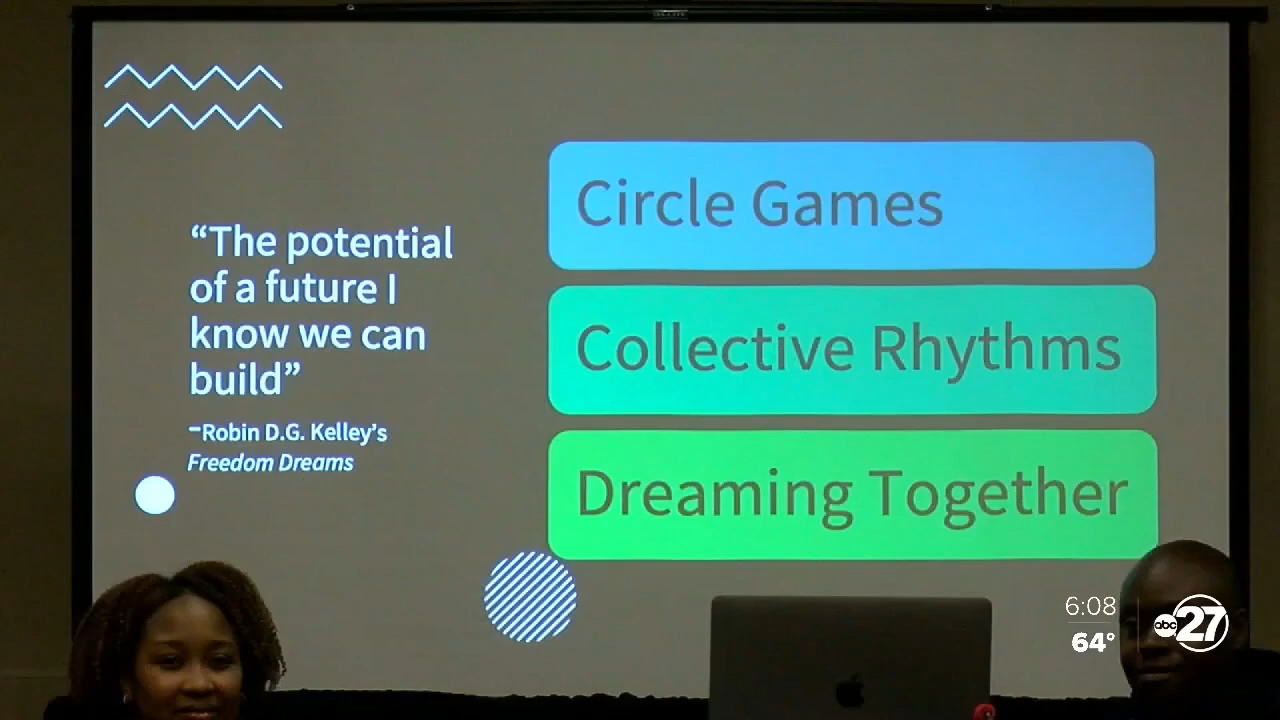 “The potential
of a future I
know we can
build”
–Robin D.G. Kelley’s
Freedom Dreams
Circle Games
Collective Rhythms
Dreaming Together
6:08
64°
abc 27